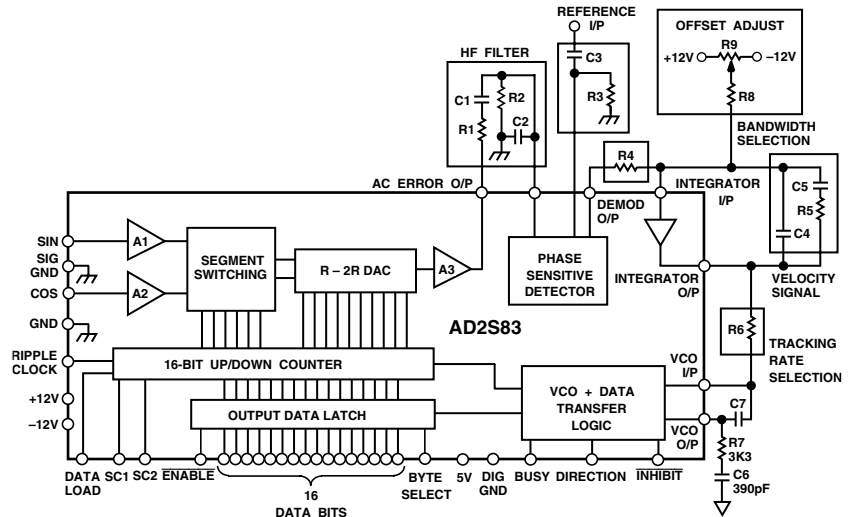 REFERENCE
I/P
OFFSET ADJUST
R9
+12V
–12V
R8
HF FILTER
C3
R3
C1
R2
C2
R1
BANDWIDTH
SELECTION
R4
AC ERROR O/P
DEMOD
O/P
INTEGRATOR
I/P
C5
R5
C4
SIN
A1
SIG
GND
COS
A2
GND
SEGMENT
SWITCHING
R – 2R DAC
A3
PHASE
SENSITIVE
DETECTOR
INTEGRATOR
O/P
VELOCITY
SIGNAL
AD2S83
R6
TRACKING
RATE
SELECTION
RIPPLE
CLOCK
16-BIT UP/DOWN COUNTER
+12V
–12V
OUTPUT DATA LATCH
VCO + DATA
TRANSFER
LOGIC
VCO
I/P
VCO
O/P
C7
R7
3K3
C6
390pF
DATA
LOAD
SC1
SC2
ENABLE
16
DATA BITS
BYTE
SELECT
5V
DIG
GND
BUSY
DIRECTION
INHIBIT